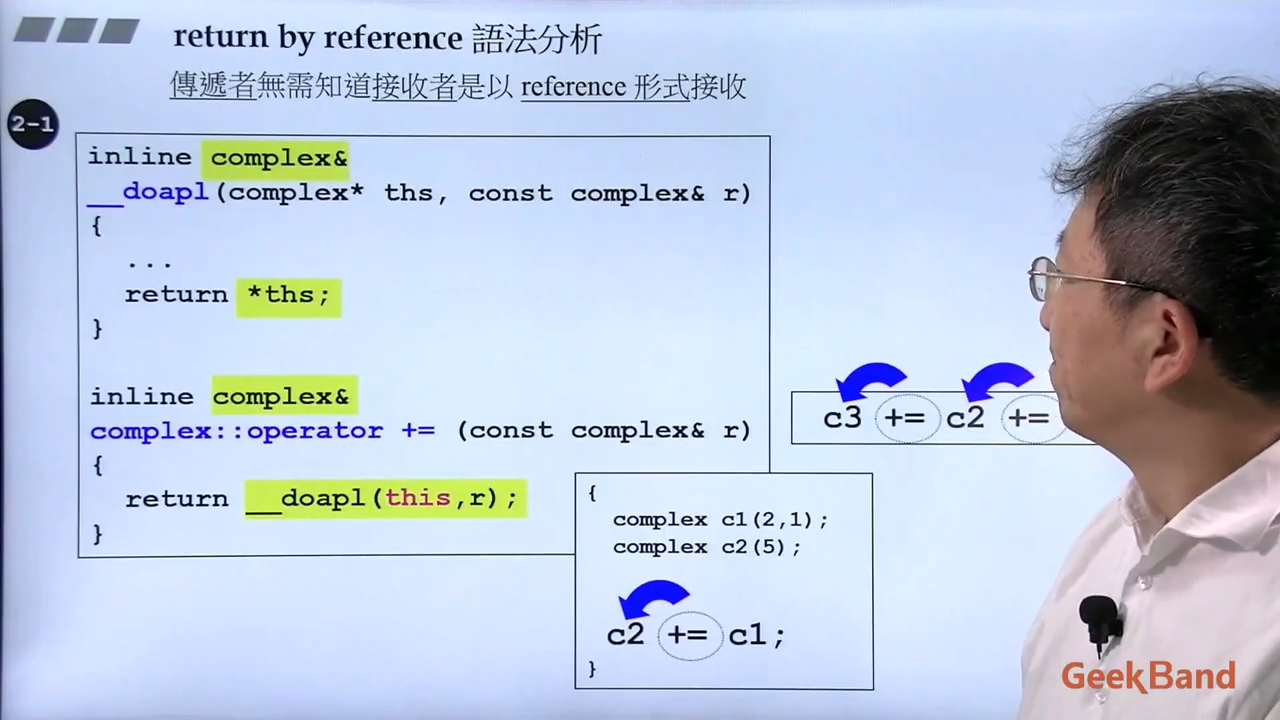 return by reference 語法分析
傳遞者無需知道接收者是以 reference 形式接收
2-1
inline complex&
__doapl(complex* ths, const complex& r)
{
...
return *ths;
}
inline complex&
complex::operator += (const complex& r)
{
return __doapl(this,r);
}
c3 += c2 +=
{
complex c1(2,1);
complex c2(5);
c2 += c1;
}
GeekBand